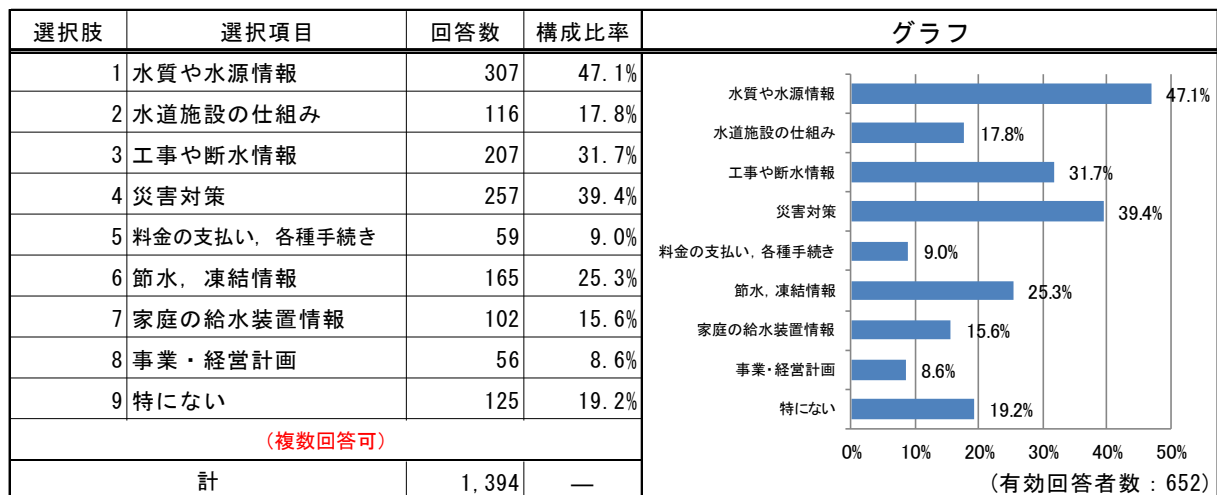 選択肢 選択項目 回答数 構成比率 グラフ
1 水質や水源情報 307 47.1%
2 水道施設の仕組み 116 17.8%
3 工事や断水情報 207 31.7%
4 災害対策 257 39.4%
5 料金の支払い，各種手続き 59 9.0%
6 節水，凍結情報 165 25.3%
7 家庭の給水装置情報 102 15.6%
8 事業・経営計画 56 8.6%
9 特にない 125 19.2%
（複数回答可）
計 1,394 ―
水質や水源情報 47.1%
水道施設の仕組み 17.8%
工事や断水情報 31.7%
災害対策 39.4%
料金の支払い，各種手続き 9.0%
節水，凍結情報 25.3%
家庭の給水装置情報 15.6%
事業・経営計画 8.6%
特にない 19.2%
0% 10% 20% 30% 40% 50%
（有効回答者数：652）